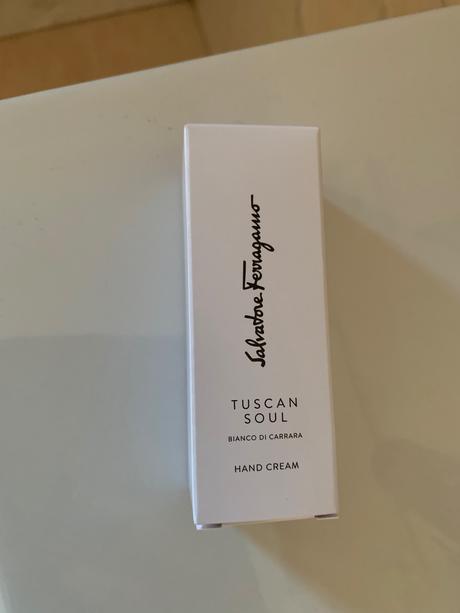 Salvatore Ferragamo
TUSCAN
SOUL
BIANCO DI CARRARA
HAND CREAM